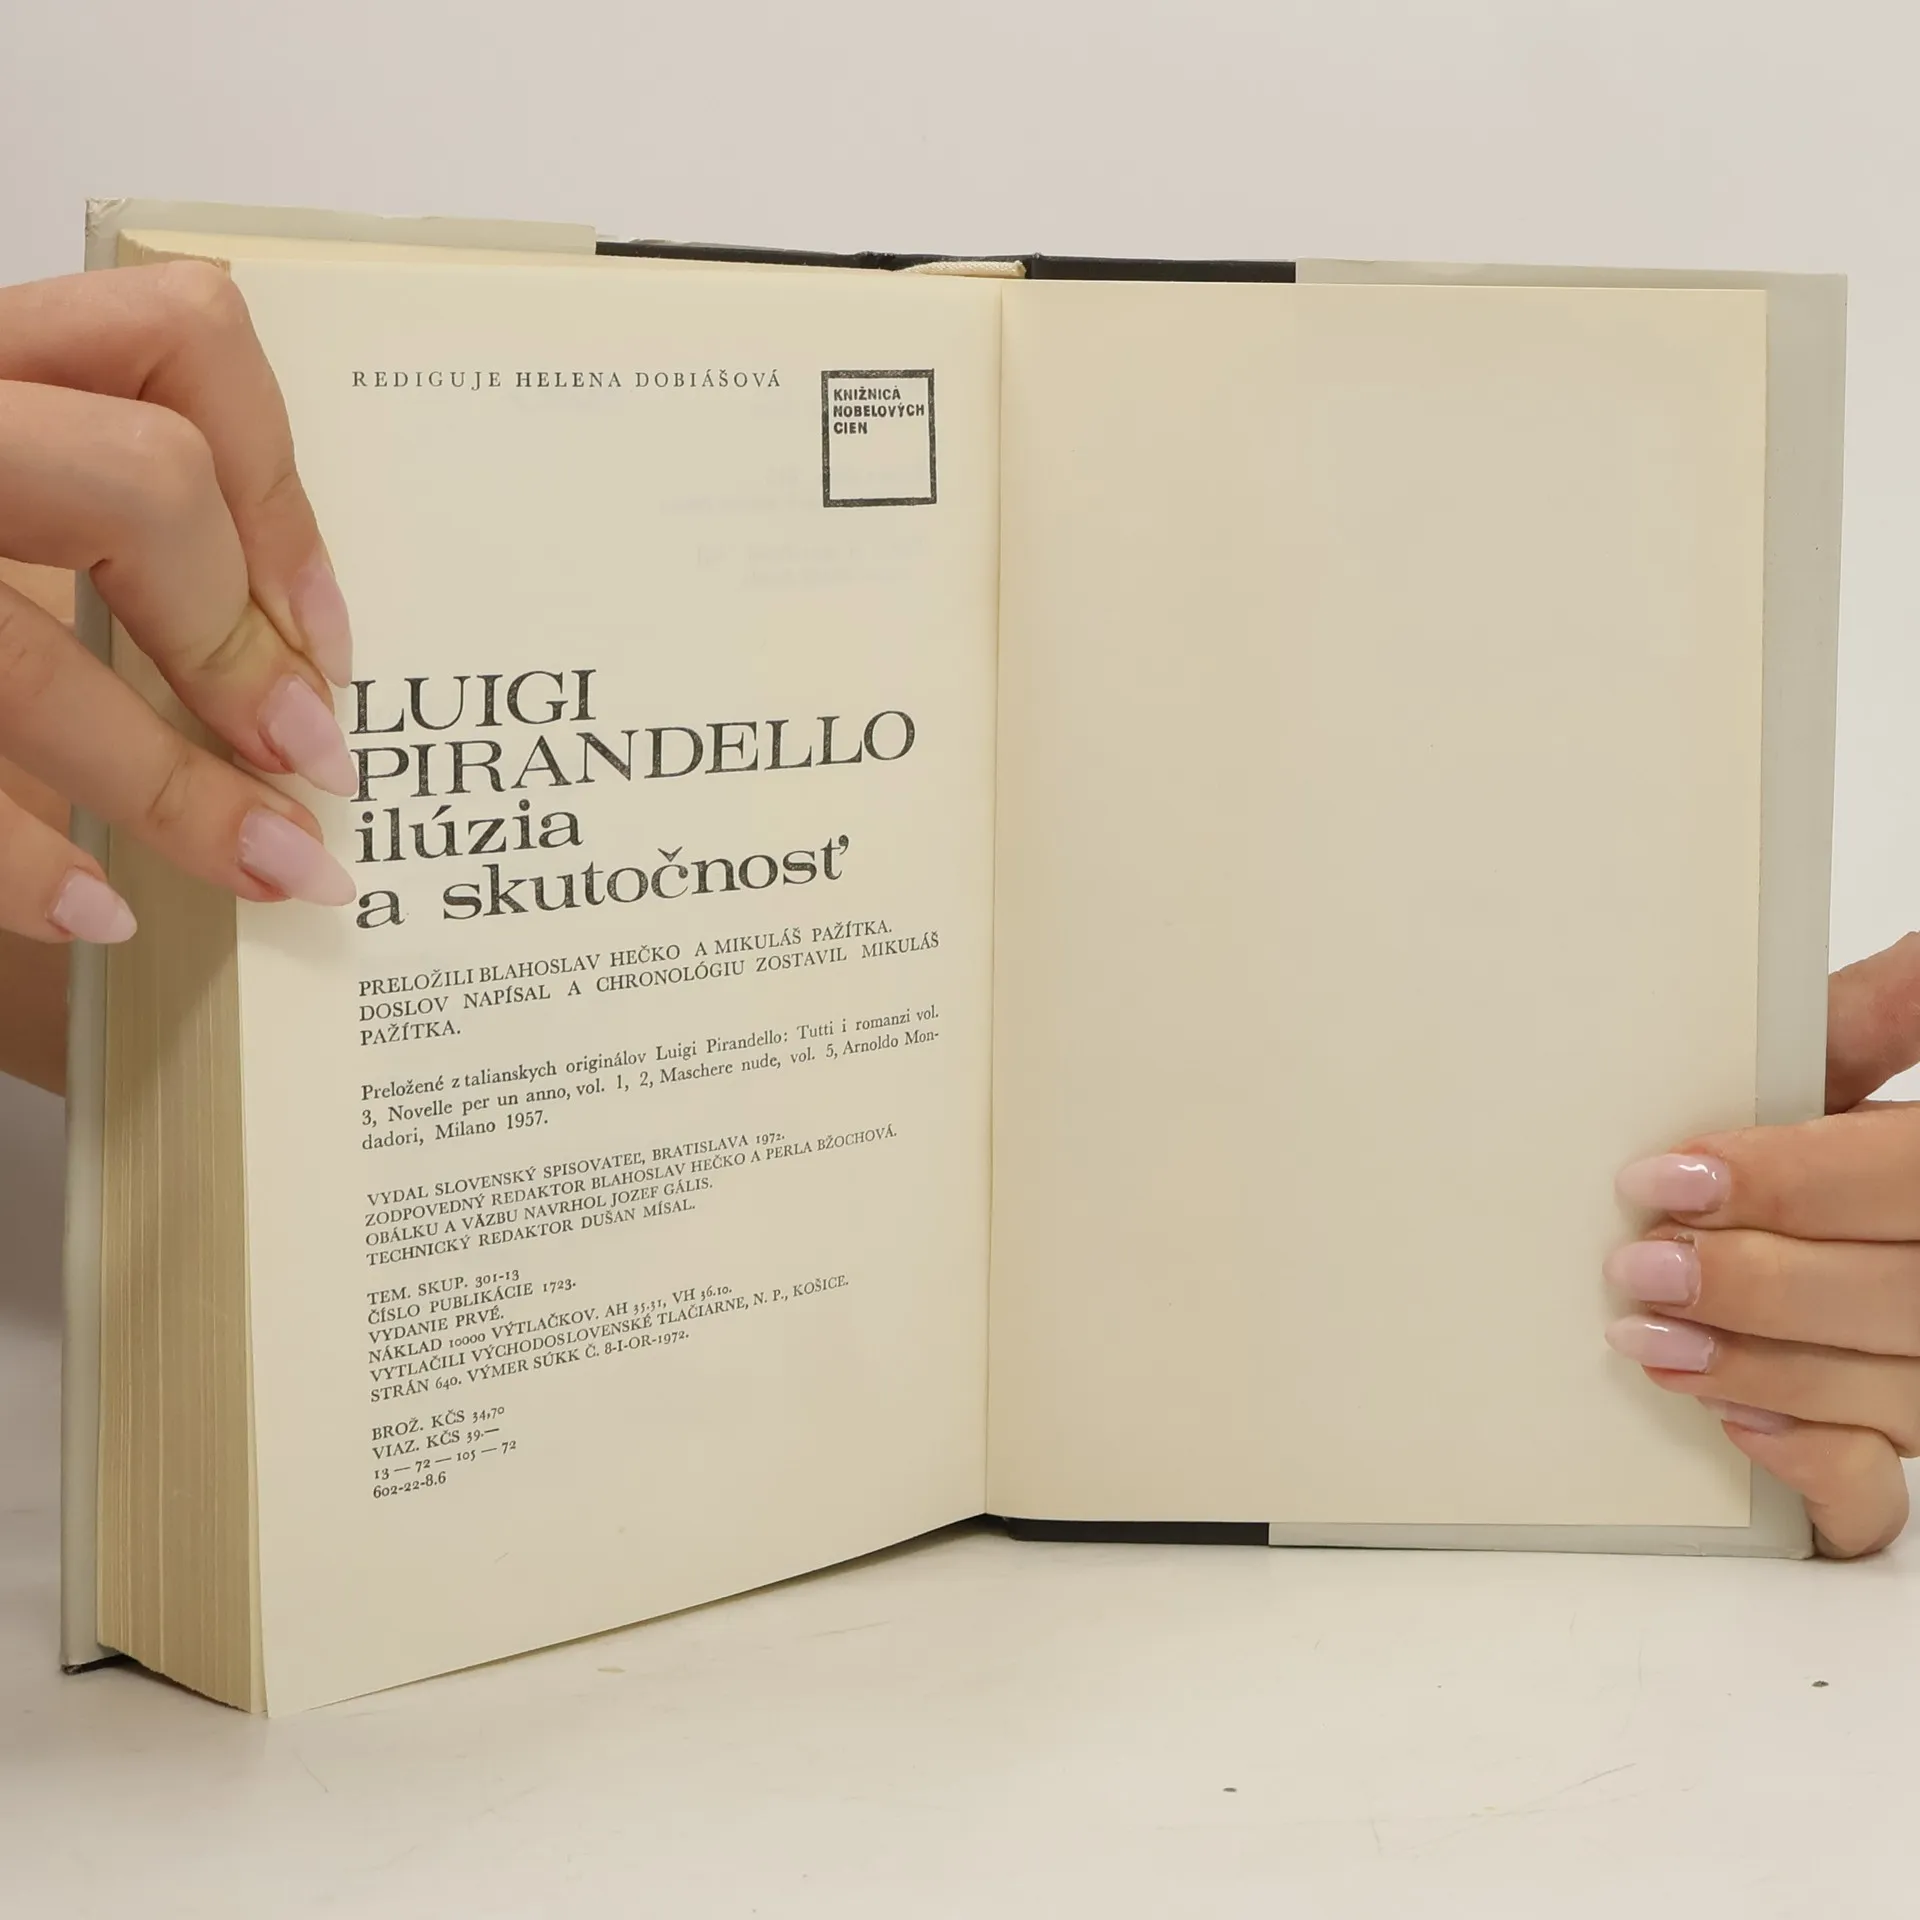 REDIGUJE HELENA DOBIÁŠOVÁ
KNIŽNICA
NOBELOVÝCH
CIEN
LUIGI
PIRANDELLO
ilúzia
a skutočnosť
PRELOŽILI BLAHOSLAV HEČKO A MIKULÁŠ PAŽÍTKA.
DOSLOV NAPÍSAL A CHRONOLÓGIU ZOSTAVIL MIKULÁŠ
PAŽÍTKA.
Preložené z talianskych originálov Luigi Pirandello: Tutti i romanzi vol.
3, Novelle per un anno, vol. 1, 2, Maschere nude, vol. 5, Arnoldo Mon-
dadori, Milano 1957.
VYDAL SLOVENSKÝ SPISOVATEĽ, BRATISLAVA 1972.
ZODPOVEDNÝ REDAKTOR BLAHOSLAV HEČKO A PERLA BŽOCHOVÁ.
OBÁLKU A VÄZBU NAVRHOL JOZEF GÁLIS.
TECHNICKÝ REDAKTOR DUŠAN MÍSAL.
TEM. SKUP. 301-13
ČÍSLO PUBLIKÁCIE 1723.
VYDANIE PRVÉ.
NÁKLAD 10000 VÝTLAČKOV. AH 35.31, VH 36.10.
VYTLAČILI VÝCHODOSLOVENSKÉ TLAČIARNE, N. P., KOŠICE.
STRÁN 640. VÝMER SÚKK Č. 8-I-OR-1972.
BROŽ. KČS 34,70
VIAZ. KČS 39.—
13 — 72 — 105 — 72
602-22-8.6